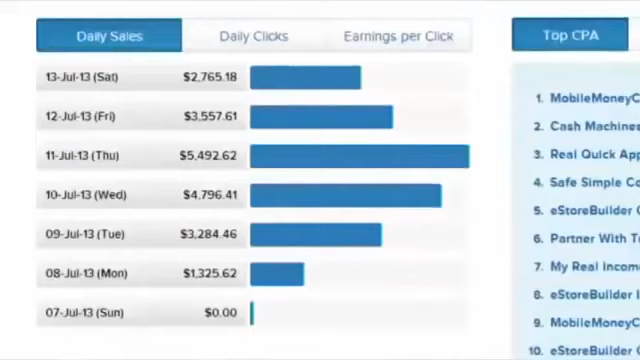 Daily Sales Daily Clicks Earnings per Click
13-Jul-13 (Sat) $2,765.18
12-Jul-13 (Fri) $3,557.61
11-Jul-13 (Thu) $5,492.62
10-Jul-13 (Wed) $4,796.41
09-Jul-13 (Tue) $3,284.46
08-Jul-13 (Mon) $1,325.62
07-Jul-13 (Sun) $0.00
Top CPA
1. MobileMoneyC
2. Cash Machines
3. Real Quick App
4. Safe Simple Co
5. eStoreBuilder
6. Partner With
7. My Real Incom
8. eStoreBuilder
9. MobileMoneyC
10. eStoreBuilder